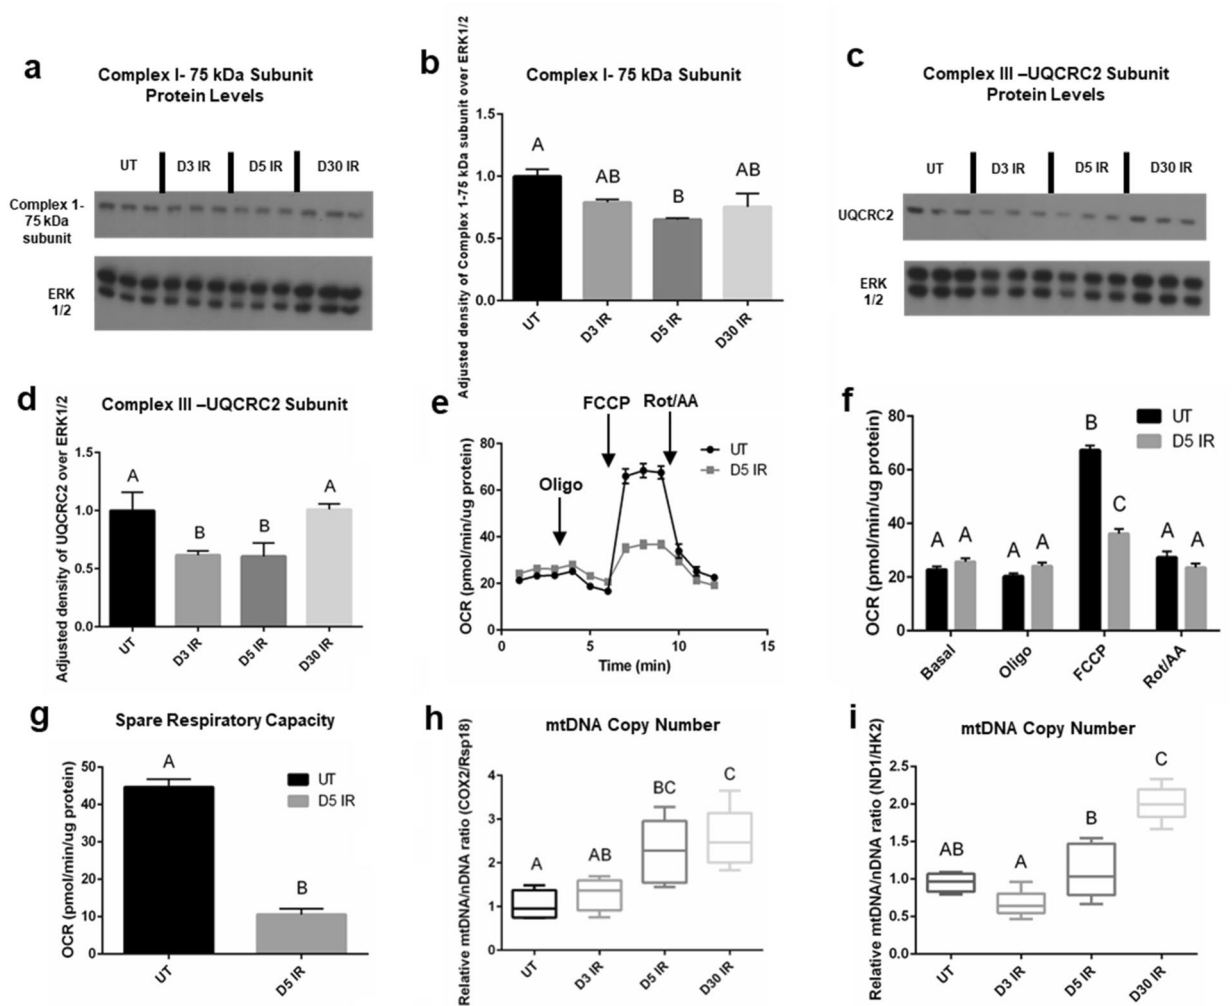 a
Complex I- 75 kDa Subunit
Protein Levels
UT
D3 IR
D5 IR
D30 IR
Complex 1-
75 kDa
subunit
ERK
1/2
b
Complex I- 75 kDa Subunit
Adjusted density of Complex 1-75 kDa subunit over ERK1/2
1.5
1.0
0.5
0.0
A
AB
B
AB
UT
D3 IR
D5 IR
D30 IR
c
Complex III –UQCRC2 Subunit
Protein Levels
UT
D3 IR
D5 IR
D30 IR
UQCRC2
ERK
1/2
d
Complex III –UQCRC2 Subunit
Adjusted density of UQCRC2 over ERK1/2
1.5
1.0
0.5
0.0
A
B
B
A
UT
D3 IR
D5 IR
D30 IR
e
FCCP
Rot/AA
Oligo
UT
D5 IR
OCR (pmol/min/ug protein)
80
60
40
20
0
0
5
10
15
Time (min)
f
UT
D5 IR
OCR (pmol/min/ug protein)
80
60
40
20
0
A
A
A
A
B
C
A
A
Basal
Oligo
FCCP
Rot/AA
g
Spare Respiratory Capacity
OCR (pmol/min/ug protein)
50
40
30
20
10
0
A
B
UT
D5 IR
UT
D5 IR
h
mtDNA Copy Number
Relative mtDNA/nDNA ratio (COX2/Rsp18)
4
3
2
1
0
A
AB
BC
C
UT
D3 IR
D5 IR
D30 IR
i
mtDNA Copy Number
Relative mtDNA/nDNA ratio (ND1/HK2)
2.5
2.0
1.5
1.0
0.5
0.0
AB
A
B
C
UT
D3 IR
D5 IR
D30 IR